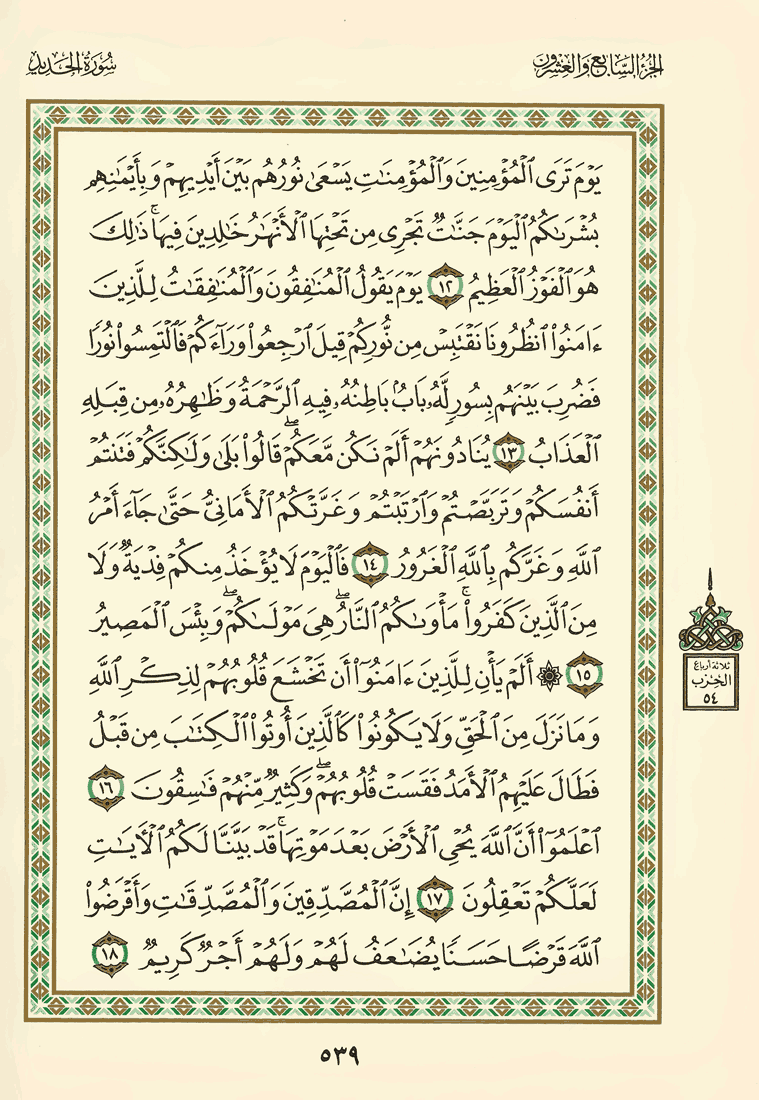 الجزء السابع والعشرون
سورة الحديد
يَوْمَ تَرَى ٱلْمُؤْمِنِينَ وَٱلْمُؤْمِنَٰتِ يَسْعَىٰ نُورُهُم بَيْنَ أَيْدِيهِمْ وَبِأَيْمَٰنِهِم
بُشْرَىٰكُمُ ٱلْيَوْمَ جَنَّٰتٌ تَجْرِى مِن تَحْتِهَا ٱلْأَنْهَٰرُ خَٰلِدِينَ فِيهَاۚ ذَٰلِكَ
هُوَ ٱلْفَوْزُ ٱلْعَظِيمُ ١٢ يَوْمَ يَقُولُ ٱلْمُنَٰفِقُونَ وَٱلْمُنَٰفِقَٰتُ لِلَّذِينَ
ءَامَنُوا۟ ٱنظُرُونَا نَقْتَبِسْ مِن نُّورِكُمْ قِيلَ ٱرْجِعُوا۟ وَرَآءَكُمْ فَٱلْتَمِسُوا۟ نُورًا
فَضُرِبَ بَيْنَهُم بِسُورٍ لَّهُۥ بَابٌۢ بَاطِنُهُۥ فِيهِ ٱلرَّحْمَةُ وَظَٰهِرُهُۥ مِن قِبَلِهِ
ٱلْعَذَابُ ١٣ يُنَادُونَهُمْ أَلَمْ نَكُن مَّعَكُمْۖ قَالُوا۟ بَلَىٰ وَلَٰكِنَّكُمْ فَتَنتُمْ
أَنفُسَكُمْ وَتَرَبَّصْتُمْ وَٱرْتَبْتُمْ وَغَرَّتْكُمُ ٱلْأَمَانِىُّ حَتَّىٰ جَآءَ أَمْرُ
ٱللَّهِ وَغَرَّكُم بِٱللَّهِ ٱلْغَرُورُ ١٤ فَٱلْيَوْمَ لَا يُؤْخَذُ مِنكُمْ فِدْيَةٌ وَلَا
مِنَ ٱلَّذِينَ كَفَرُوا۟ۚ مَأْوَىٰكُمُ ٱلنَّارُۖ هِىَ مَوْلَىٰكُمْۖ وَبِئْسَ ٱلْمَصِيرُ
١٥ ۞ أَلَمْ يَأْنِ لِلَّذِينَ ءَامَنُوٓا۟ أَن تَخْشَعَ قُلُوبُهُمْ لِذِكْرِ ٱللَّهِ
وَمَا نَزَلَ مِنَ ٱلْحَقِّ وَلَا يَكُونُوا۟ كَٱلَّذِينَ أُوتُوا۟ ٱلْكِتَٰبَ مِن قَبْلُ
فَطَالَ عَلَيْهِمُ ٱلْأَمَدُ فَقَسَتْ قُلُوبُهُمْۖ وَكَثِيرٌ مِّنْهُمْ فَٰسِقُونَ ١٦
ٱعْلَمُوٓا۟ أَنَّ ٱللَّهَ يُحْىِ ٱلْأَرْضَ بَعْدَ مَوْتِهَاۚ قَدْ بَيَّنَّا لَكُمُ ٱلْءَايَٰتِ
لَعَلَّكُمْ تَعْقِلُونَ ١٧ إِنَّ ٱلْمُصَّدِّقِينَ وَٱلْمُصَّدِّقَٰتِ وَأَقْرَضُوا۟
ٱللَّهَ قَرْضًا حَسَنًا يُضَٰعَفُ لَهُمْ وَلَهُمْ أَجْرٌ كَرِيمٌ ١٨
ثلاثة أرباع
الحزب
٥٤
٥٣٩